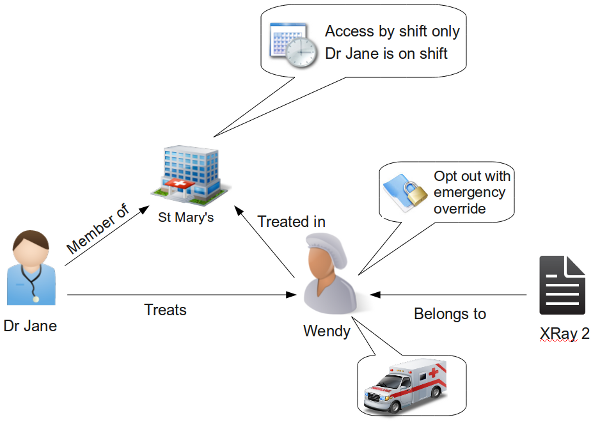 Access by shift only
Dr Jane is on shift
Opt out with
emergency
override
St Mary's
Member of
Treated in
Dr Jane
Treats
Wendy
Belongs to
XRay 2